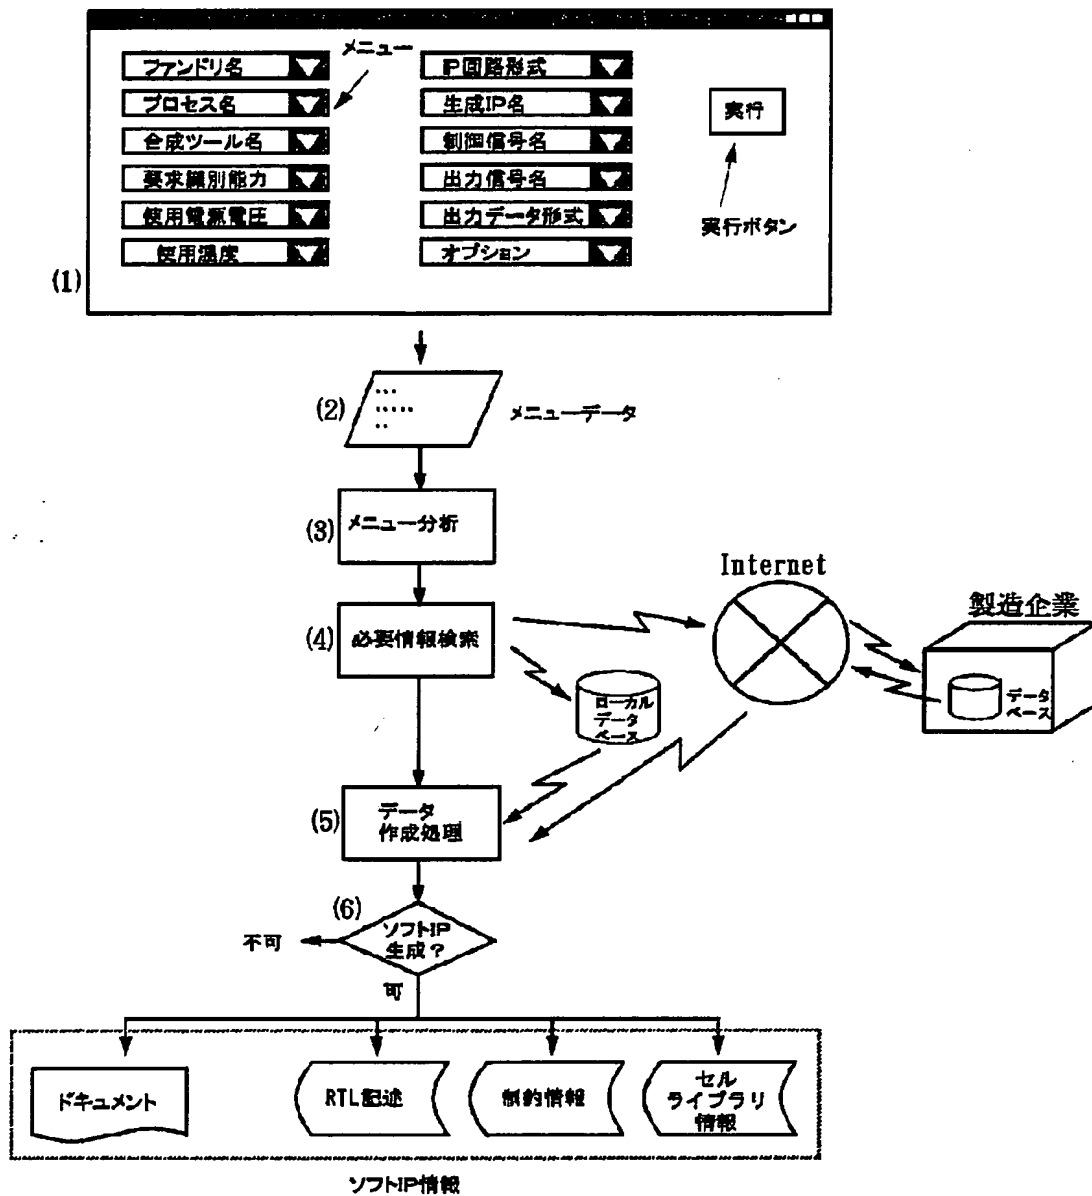 メニュー
ファンドリ名
IP回路形式
プロセス名
生成IP名
実行
合成ツール名
制御信号名
要求識別能力
出力信号名
使用電源電圧
出力データ形式
実行ボタン
使用温度
オプション
(1)
(2)
...
.....
..
メニューデータ
(3)
メニュー分析
Internet
製造企業
(4)
必要情報検索
ローカル
データ
ベース
データ
ベース
(5)
データ
作成処理
(6)
ソフトIP
生成？
不可
可
ドキュメント
RTL記述
制約情報
セル
ライブラリ
情報
ソフトIP情報